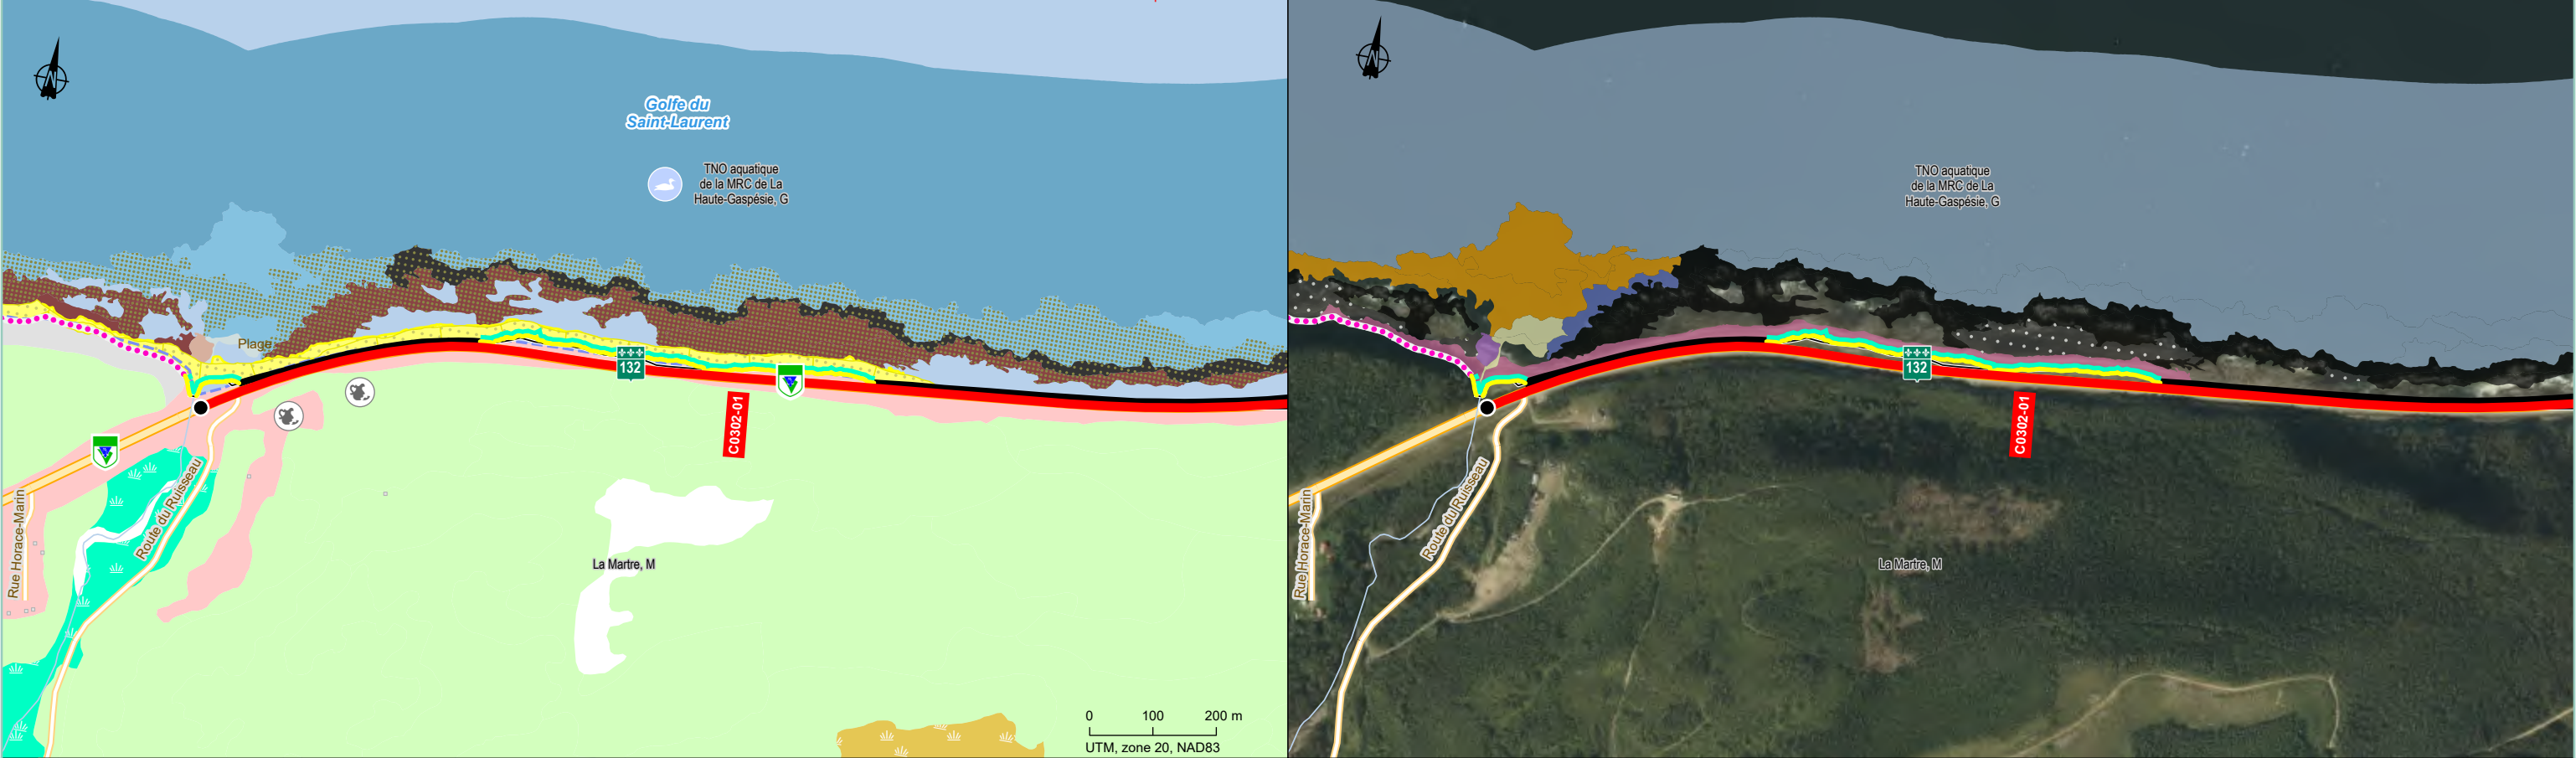 N
Golfe du
Saint-Laurent
TNO aquatique
de la MRC de La
Haute-Gaspésie, G
Plage
132
C0302-01
Route du Ruisseau
Rue Horace-Marin
La Martre, M
0 100 200 m
UTM, zone 20, NAD83
N
TNO aquatique
de la MRC de La
Haute-Gaspésie, G
132
C0302-01
Route du Ruisseau
Rue Horace-Marin
La Martre, M